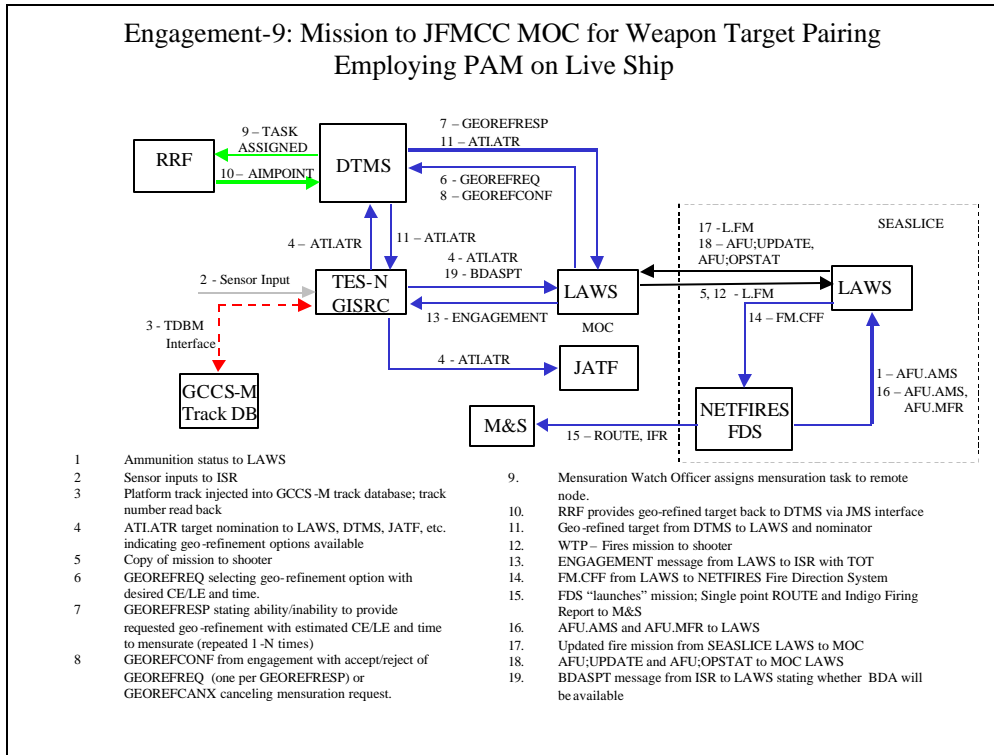 Engagement-9: Mission to JFMCC MOC for Weapon Target Pairing
Employing PAM on Live Ship
9 – TASK
ASSIGNED
RRF
10 – AIMPOINT
DTMS
7 – GEOREFRESP
11 – ATI.ATR
6 - GEOREFREQ
8 – GEOREFCONF
4 – ATI.ATR
11 – ATI.ATR
2 - Sensor Input
TES-N
GISRC
4 - ATI.ATR
19 - BDASPT
13 - ENGAGEMENT
LAWS
MOC
17 - L.FM
18 – AFU;UPDATE,
AFU;OPSTAT
5, 12 - L.FM
SEASLICE
LAWS
14 – FM.CFF
3 - TDBM
Interface
4 - ATI.ATR
JATF
GCCS-M
Track DB
M&S
15 – ROUTE, IFR
NETFIRES
FDS
1 – AFU.AMS
16 – AFU.AMS,
AFU.MFR
1 Ammunition status to LAWS
2 Sensor inputs to ISR
3 Platform track injected into GCCS-M track database; track
number read back
4 ATI.ATR target nomination to LAWS, DTMS, JATF, etc.
indicating geo-refinement options available
5 Copy of mission to shooter
6 GEOREFREQ selecting geo-refinement option with
desired CE/LE and time.
7 GEOREFRESP stating ability/inability to provide
requested geo-refinement with estimated CE/LE and time
to mensurate (repeated 1-N times)
8 GEOREFCONF from engagement with accept/reject of
GEOREFREQ (one per GEOREFRESP) or
GEOREFCANX canceling mensuration request.
9. Mensuration Watch Officer assigns mensuration task to remote
node.
10. RRF provides geo-refined target back to DTMS via JMS interface
11. Geo-refined target from DTMS to LAWS and nominator
12. WTP – Fires mission to shooter
13. ENGAGEMENT message from LAWS to ISR with TOT
14. FM.CFF from LAWS to NETFIRES Fire Direction System
15. FDS “launches” mission; Single point ROUTE and Indigo Firing
Report to M&S
16. AFU.AMS and AFU.MFR to LAWS
17. Updated fire mission from SEASLICE LAWS to MOC
18. AFU;UPDATE and AFU;OPSTAT to MOC LAWS
19. BDASPT message from ISR to LAWS stating whether BDA will
be available